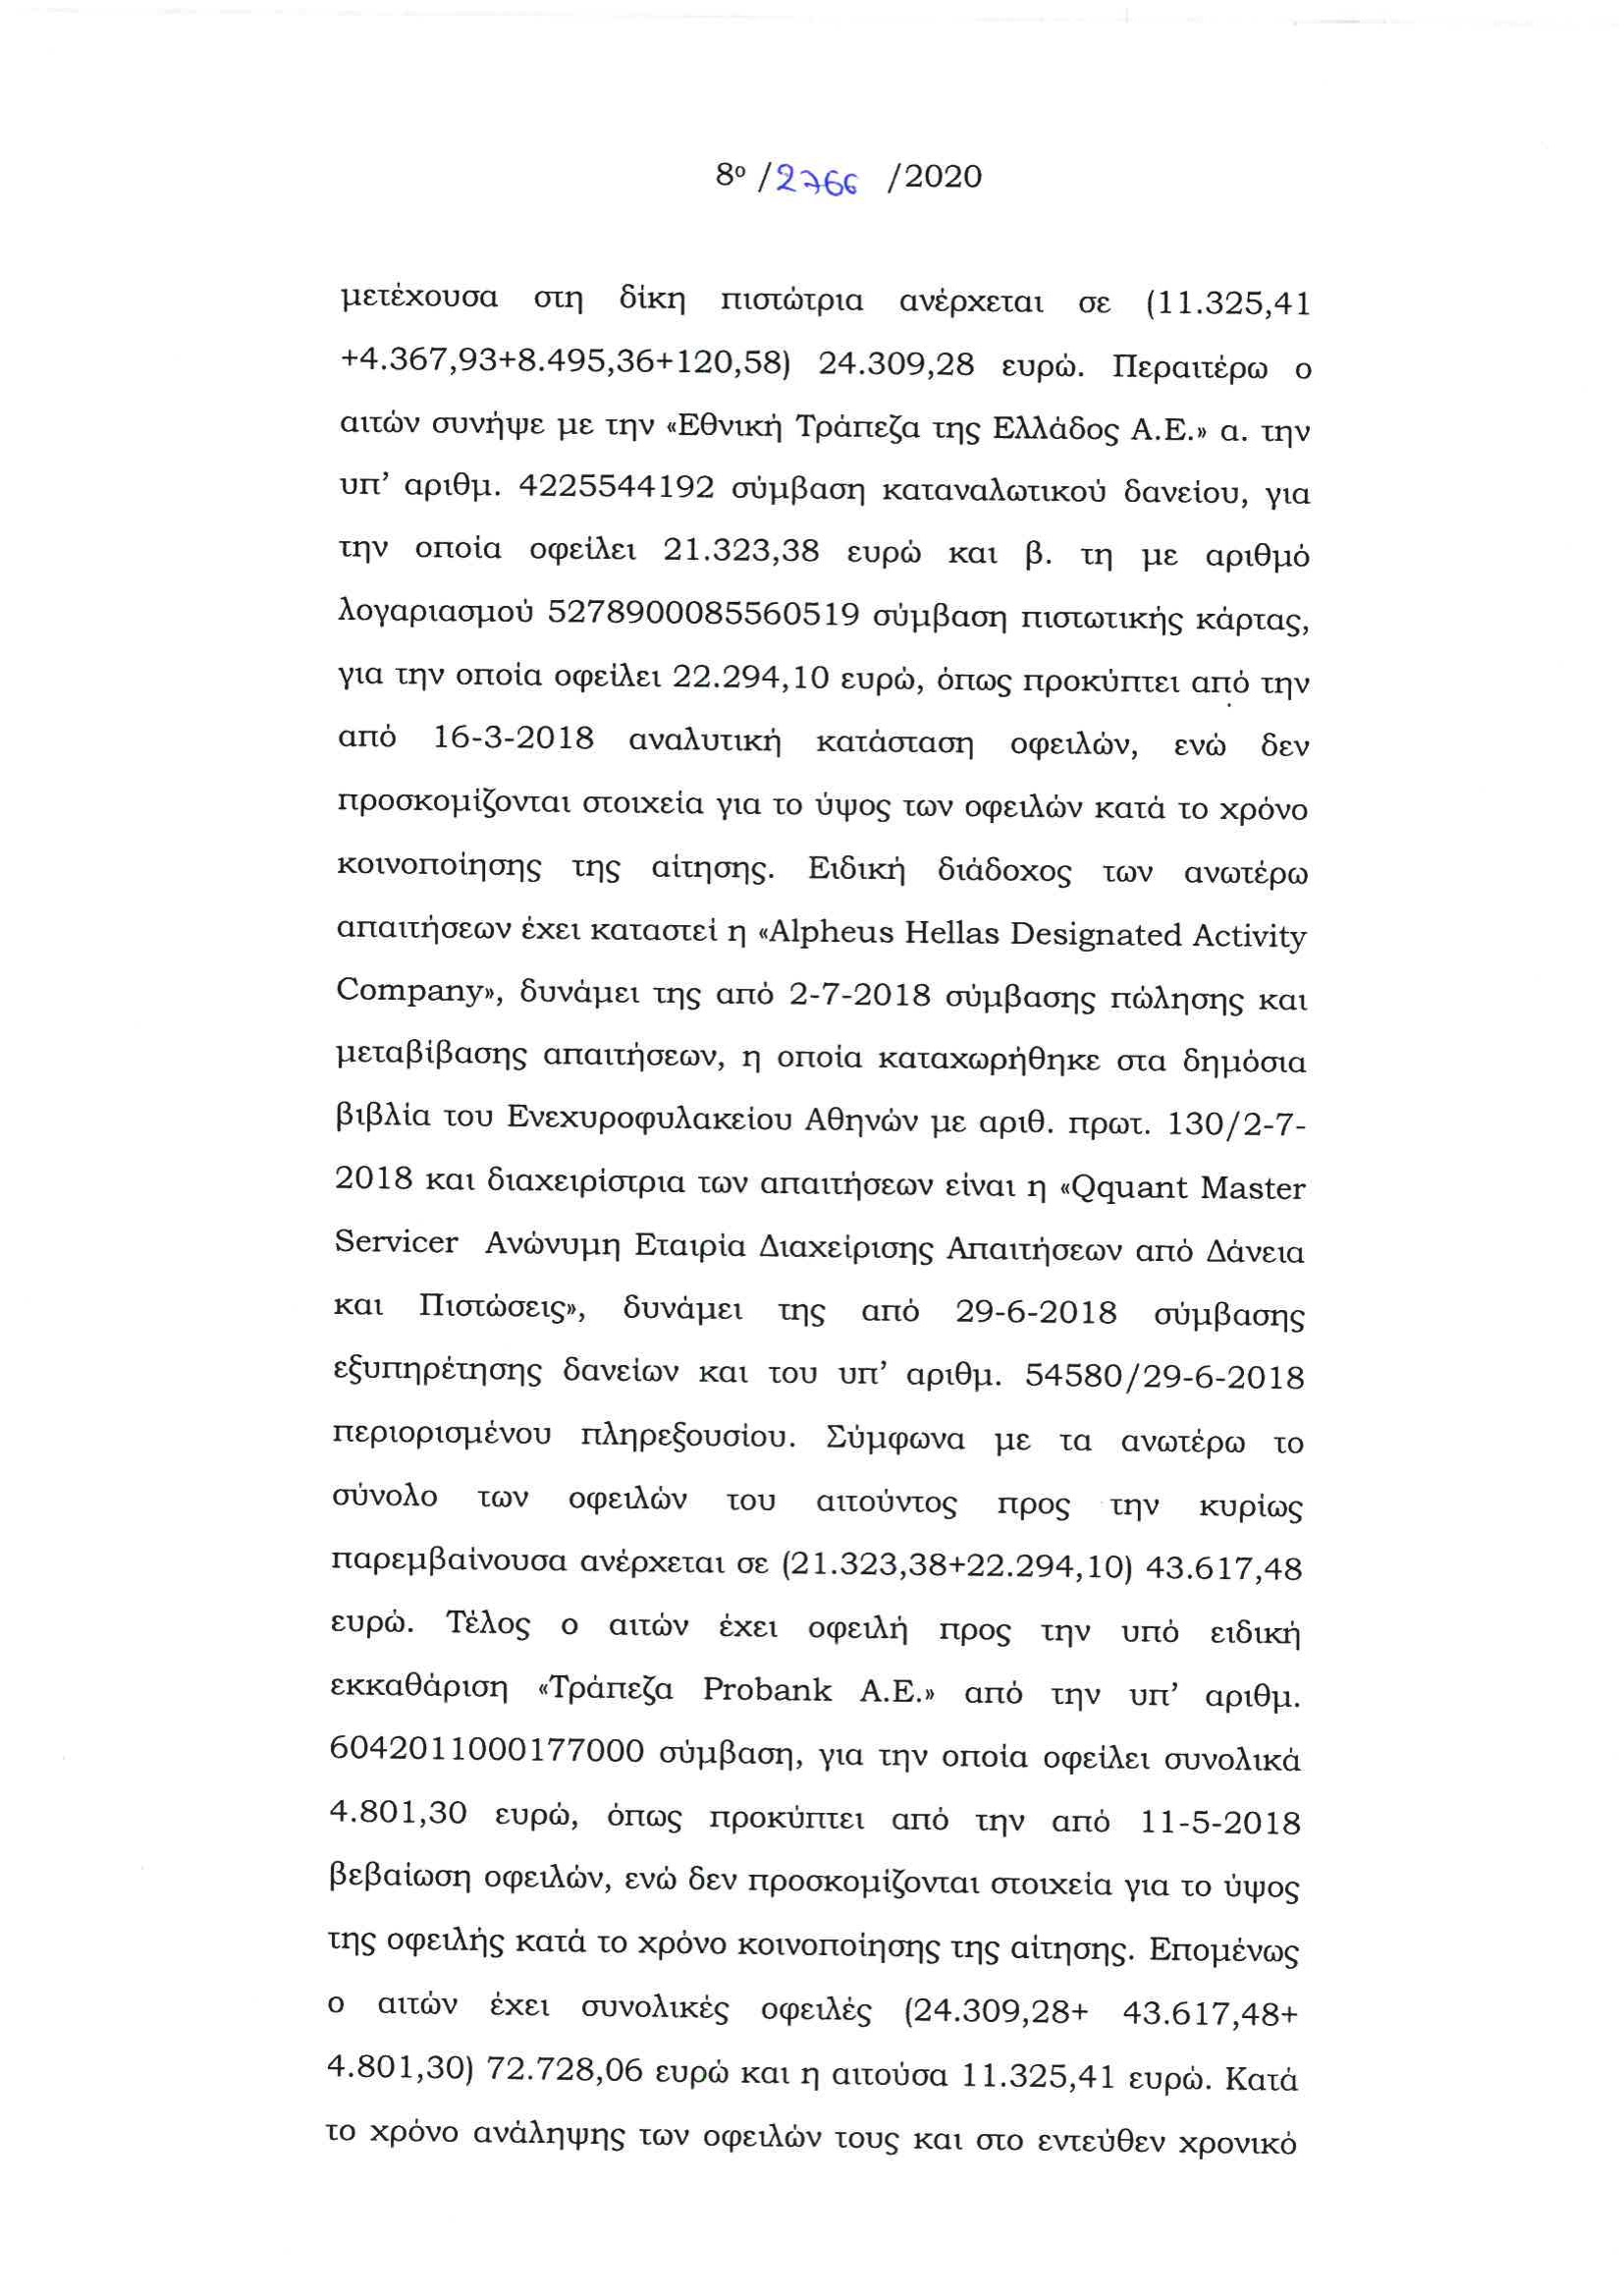 8ο /2766 /2020
μετέχουσα στη δίκη πιστώτρια ανέρχεται σε (11.325,41
+4.367,93+8.495,36+120,58) 24.309,28 ευρώ. Περαιτέρω ο
αιτών συνήψε με την «Εθνική Τράπεζα της Ελλάδος Α.Ε.» α. την
υπ’ αριθμ. 4225544192 σύμβαση καταναλωτικού δανείου, για
την οποία οφείλει 21.323,38 ευρώ και β. τη με αριθμό
λογαριασμού 5278900085560519 σύμβαση πιστωτικής κάρτας,
για την οποία οφείλει 22.294,10 ευρώ, όπως προκύπτει από την
από 16-3-2018 αναλυτική κατάσταση οφειλών, ενώ δεν
προσκομίζονται στοιχεία για το ύψος των οφειλών κατά το χρόνο
κοινοποίησης της αίτησης. Ειδική διάδοχος των ανωτέρω
απαιτήσεων έχει καταστεί η «Alpheus Hellas Designated Activity
Company», δυνάμει της από 2-7-2018 σύμβασης πώλησης και
μεταβίβασης απαιτήσεων, η οποία καταχωρήθηκε στα δημόσια
βιβλία του Ενεχυροφυλακείου Αθηνών με αριθ. πρωτ. 130/2-7-
2018 και διαχειρίστρια των απαιτήσεων είναι η «Qquant Master
Servicer Ανώνυμη Εταιρία Διαχείρισης Απαιτήσεων από Δάνεια
και Πιστώσεις», δυνάμει της από 29-6-2018 σύμβασης
εξυπηρέτησης δανείων και του υπ’ αριθμ. 54580/29-6-2018
περιορισμένου πληρεξουσίου. Σύμφωνα με τα ανωτέρω το
σύνολο των οφειλών του αιτούντος προς την κυρίως
παρεμβαίνουσα ανέρχεται σε (21.323,38+22.294,10) 43.617,48
ευρώ. Τέλος ο αιτών έχει οφειλή προς την υπό ειδική
εκκαθάριση «Τράπεζα Probank Α.Ε.» από την υπ’ αριθμ.
6042011000177000 σύμβαση, για την οποία οφείλει συνολικά
4.801,30 ευρώ, όπως προκύπτει από την από 11-5-2018
βεβαίωση οφειλών, ενώ δεν προσκομίζονται στοιχεία για το ύψος
της οφειλής κατά το χρόνο κοινοποίησης της αίτησης. Επομένως
ο αιτών έχει συνολικές οφειλές (24.309,28+ 43.617,48+
4.801,30) 72.728,06 ευρώ και η αιτούσα 11.325,41 ευρώ. Κατά
το χρόνο ανάληψης των οφειλών τους και στο εντεύθεν χρονικό